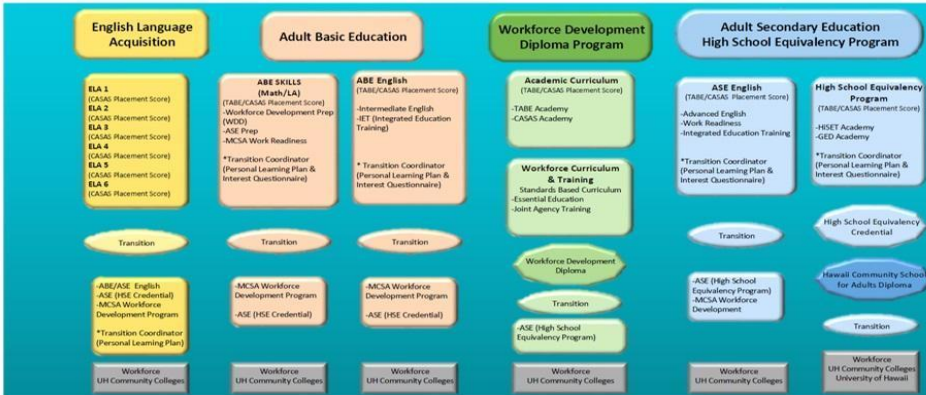 English Language
Acquisition
Adult Basic Education
Workforce Development
Diploma Program
Adult Secondary Education
High School Equivalency Program
ELA 1
(CASAS Placement Score)
ELA 2
(CASAS Placement Score)
ELA 3
(CASAS Placement Score)
ELA 4
(CASAS Placement Score)
ELA 5
(CASAS Placement Score)
ELA 6
(CASAS Placement Score)
ABE SKILLS
(Math/LA)
(TABE/CASAS Placement Score)
-Workforce Development Prep
(WDD)
-ASE Prep
-MCSA Work Readiness
*Transition Coordinator
(Personal Learning Plan &
Interest Questionnaire)
ABE English
(TABE/CASAS Placement Score)
-Intermediate English
-IET (Integrated Education
Training)
* Transition Coordinator
(Personal Learning Plan &
Interest Questionnaire)
Academic Curriculum
(TABE/CASAS Placement Score)
-TABE Academy
-CASAS Academy
Workforce Curriculum
& Training
Standards Based Curriculum
-Essential Education
-Joint Agency Training
ASE English
(TABE/CASAS Placement Score)
-Advanced English
-Work Readiness
-Integrated Education Training
*Transition Coordinator
(Personal Learning Plan &
Interest Questionnaire)
High School Equivalency
Program
(TABE/CASAS Placement Score)
-HiSET Academy
-GED Academy
*Transition Coordinator
(Personal Learning Plan &
Interest Questionnaire)
Transition
Transition
Transition
Workforce Development
Diploma
Transition
Transition
High School Equivalency
Credential
Hawaii Community School
for Adults Diploma
Transition
-ABE/ASE English
-ASE (HSE Credential)
-MCSA Workforce
Development Program
*Transition Coordinator
(Personal Learning Plan)
-MCSA Workforce
Development Program
-ASE (HSE Credential)
-MCSA Workforce
Development Program
-ASE (HSE Credential)
-ASE (High School
Equivalency Program)
-ASE (High School
Equivalency Program)
-MCSA Workforce
Development
Workforce
UH Community Colleges
Workforce
UH Community Colleges
Workforce
UH Community Colleges
Workforce
UH Community Colleges
Workforce
UH Community Colleges
Workforce
UH Community Colleges
University of Hawaii